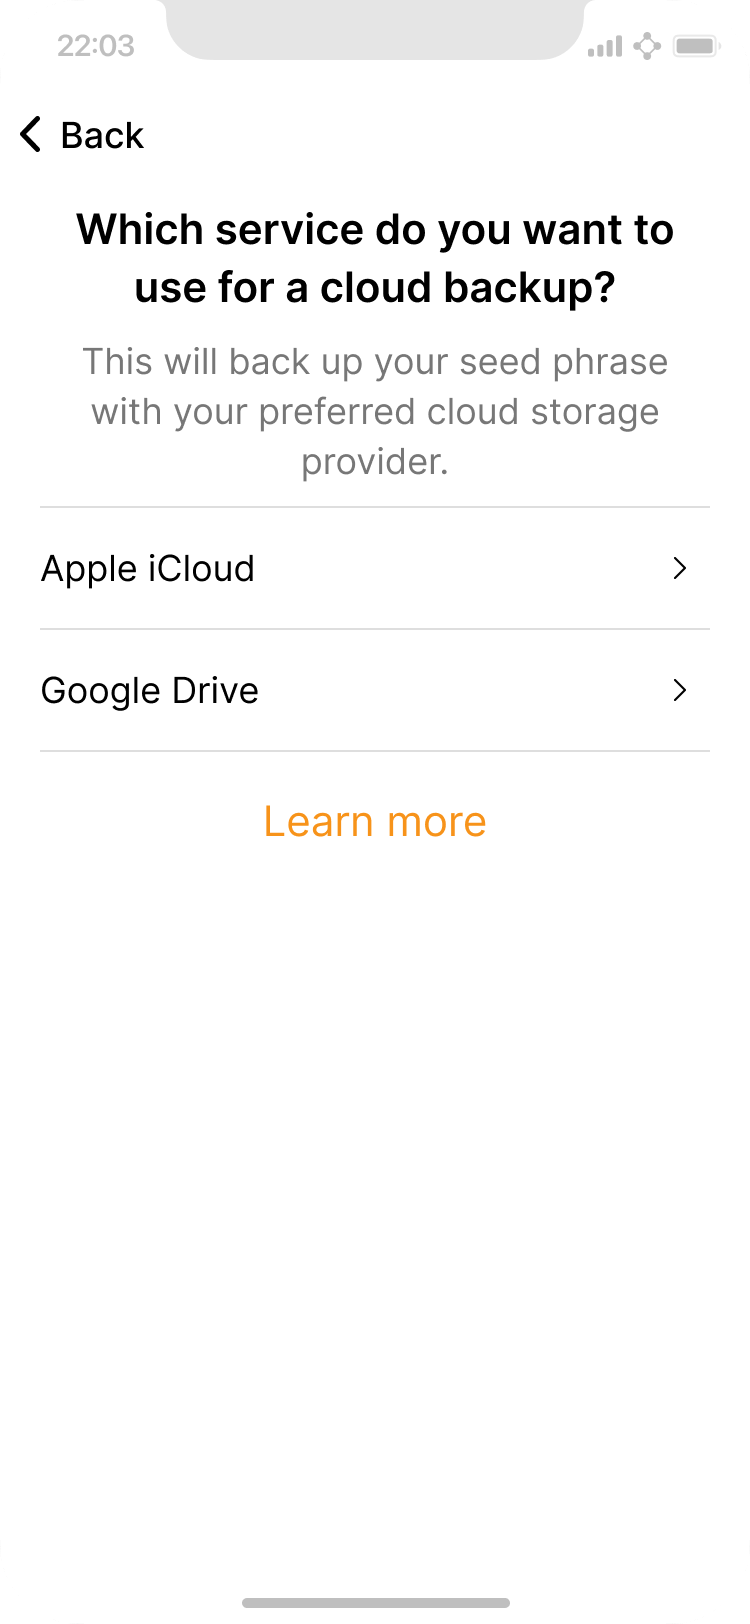 22:03
Back
Which service do you want to
use for a cloud backup?
This will back up your seed phrase
with your preferred cloud storage
provider.
Apple iCloud
Google Drive
Learn more